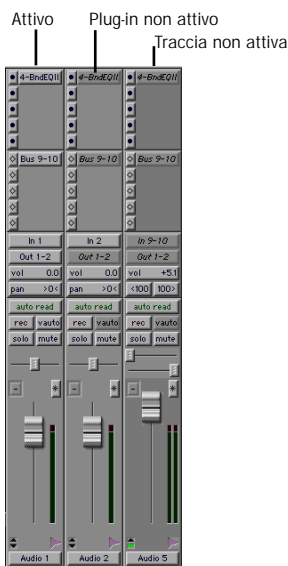 Attivo Plug-in non attivo
Traccia non attiva
4-BndEQII 4-BndEQII 4-BndEQII
Bus 9-10 Bus 9-10 Bus 9-10
In 1 In 2 In 9-10
Out 1-2 Out 1-2 Out 1-2
vol 0.0 vol 0.0 vol +5.1
pan >0< pan >0< <100 100>
auto read auto read auto read
rec vauto rec vauto rec vauto
solo mute solo mute solo mute
Audio 1 Audio 2 Audio 5